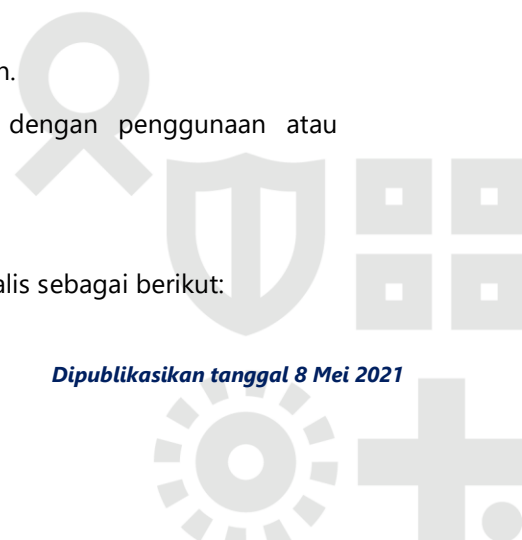 n.
dengan penggunaan atau
alis sebagai berikut:
Dipublikasikan tanggal 8 Mei 2021